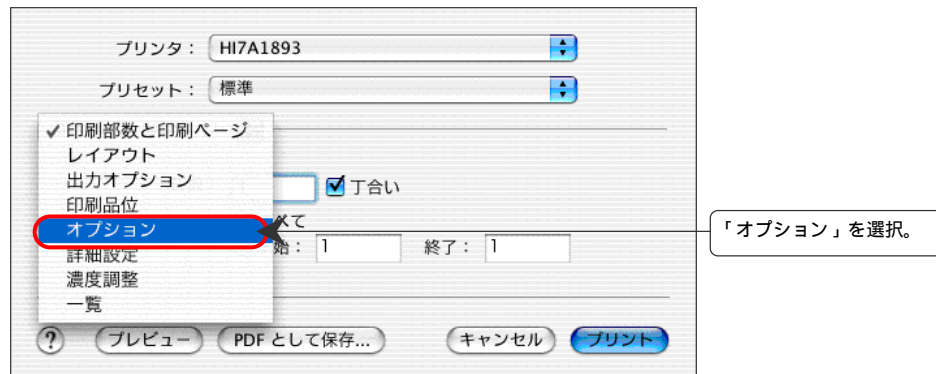 プリンタ： HI7A1893
プリセット： 標準
✓ 印刷部数と印刷ページ
レイアウト
出力オプション
丁合い
印刷品位
オプション
べて
「オプション」を選択。
始： 1 終了： 1
詳細設定
濃度調整
一覧
? プレビュー PDF として保存... キャンセル プリント